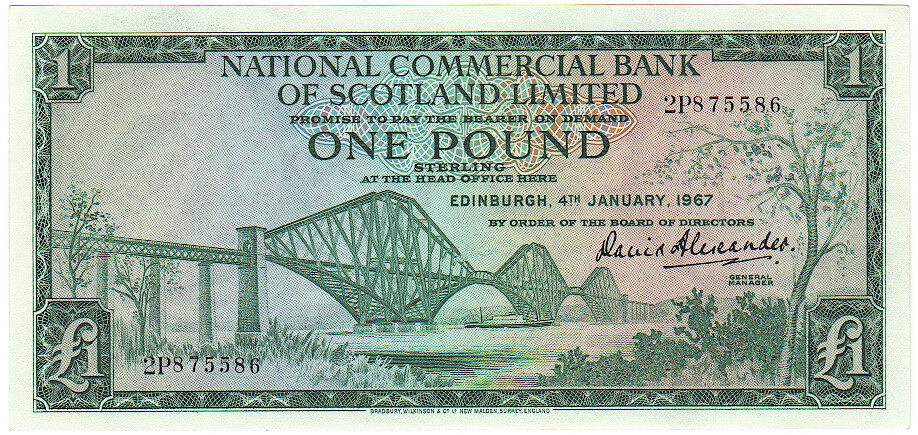 1
1
NATIONAL COMMERCIAL BANK
OF SCOTLAND LIMITED
2P875586
PROMISE TO PAY THE BEARER ON DEMAND
ONE POUND
STERLING
AT THE HEAD OFFICE HERE
EDINBURGH, 4TH JANUARY, 1967
BY ORDER OF THE BOARD OF DIRECTORS
David Alexander.
GENERAL
MANAGER
£1
£1
2P875586
BRADBURY, WILKINSON & Cº Lº NEW MALDEN, SURREY, ENGLAND